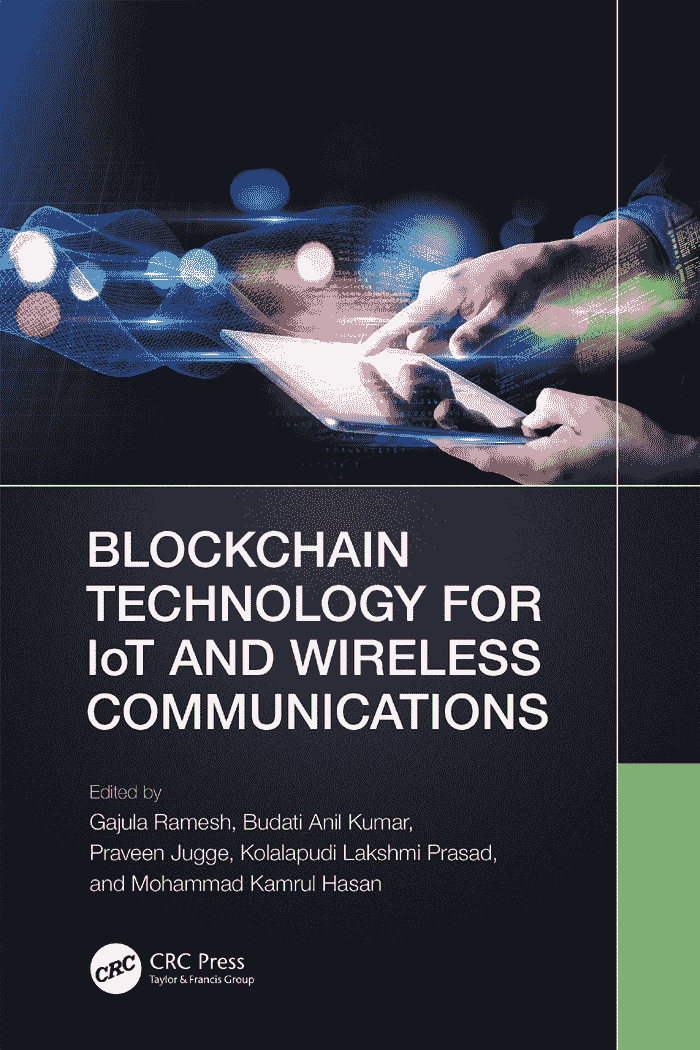 BLOCKCHAIN
TECHNOLOGY FOR
IoT AND WIRELESS
COMMUNICATIONS
Edited by
Gajula Ramesh, Budati Anil Kumar,
Praveen Jugge, Kolalapudi Lakshmi Prasad,
and Mohammad Kamrul Hasan
CRC
CRC Press
Taylor & Francis Group